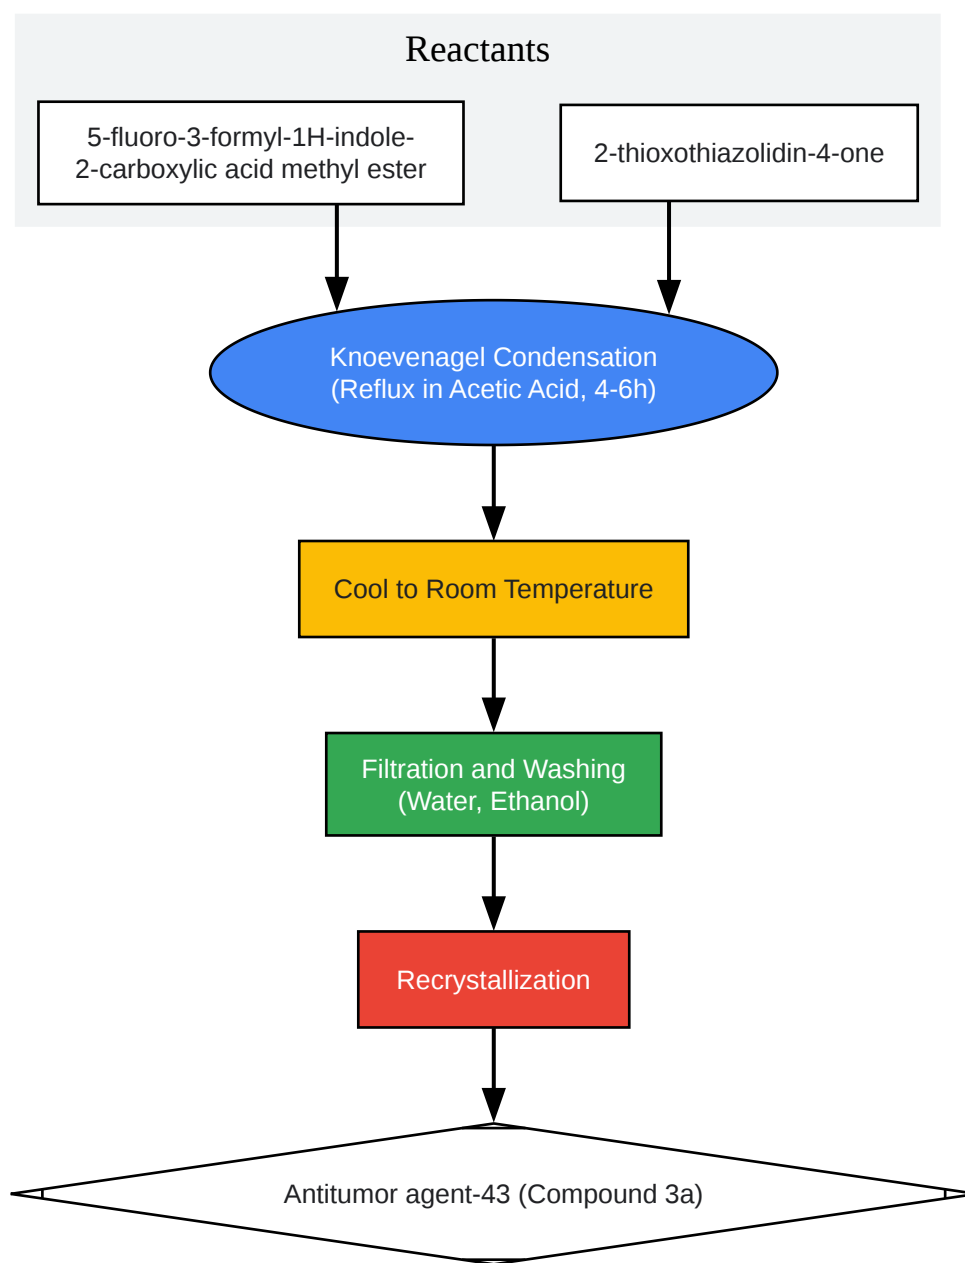 Reactants
5-fluoro-3-formyl-1H-indole-
2-carboxylic acid methyl ester
2-thioxothiazolidin-4-one
Knoevenagel Condensation
(Reflux in Acetic Acid, 4-6h)
Cool to Room Temperature
Filtration and Washing
(Water, Ethanol)
Recrystallization
Antitumor agent-43 (Compound 3a)